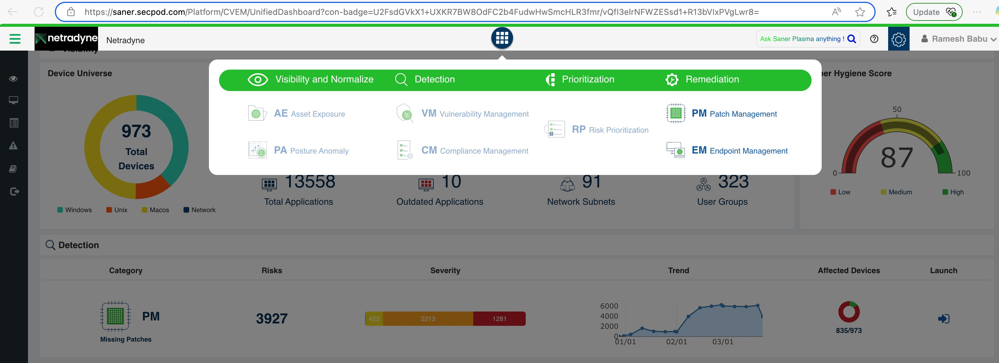 https://saner.secpod.com/Platform/CVEM/UnifiedDashboard?con-badge=U2FsdGVkX1+UXKR7BW8OdFC2b4FudwHwSmcHLR3fmr/vQfI3elrNFWZESsd1+R13bVIxPVgLwr8=
Update
netradyne
Netradyne
Ask Saner Plasma anything !
Ramesh Babu
Visibility
Device Universe
Visibility and Normalize
Detection
Prioritization
Remediation
Hygiene Score
AE Asset Exposure
VM Vulnerability Management
PM Patch Management
RP Risk Prioritization
PA Posture Anomaly
CM Compliance Management
EM Endpoint Management
973
Total
Devices
Windows
Unix
Macos
Network
13558
Total Applications
10
Outdated Applications
91
Network Subnets
323
User Groups
50
87
0
100
Low
Medium
High
Detection
Category
Risks
Severity
Trend
Affected Devices
Launch
PM
Missing Patches
3927
422
2213
1281
6000
4000
2000
0
01/01
02/01
03/01
835/973